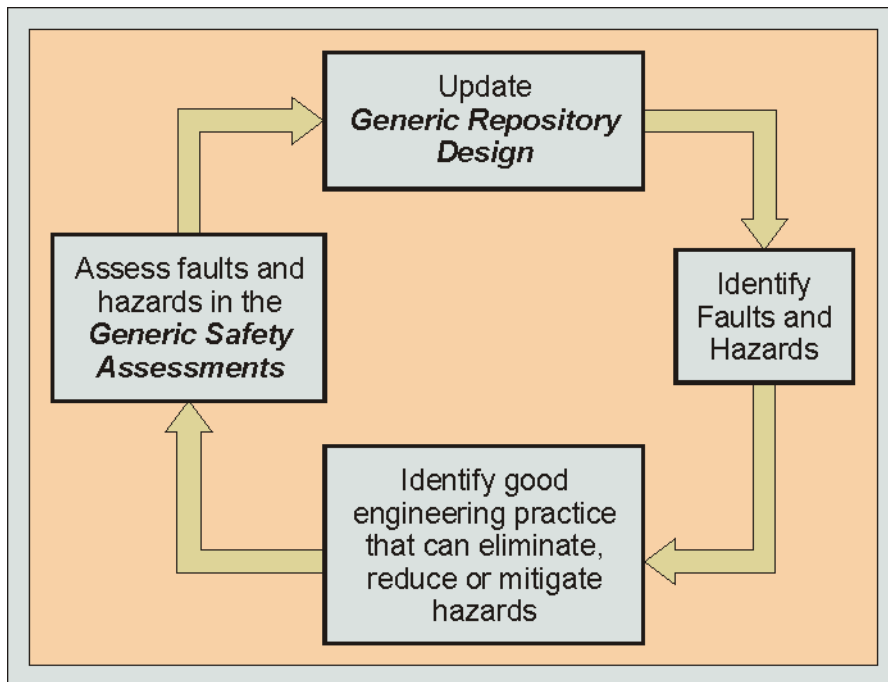 Update
Generic Repository
Design
Assess faults and
hazards in the
Generic Safety
Assessments
Identify
Faults and
Hazards
Identify good
engineering practice
that can eliminate,
reduce or mitigate
hazards